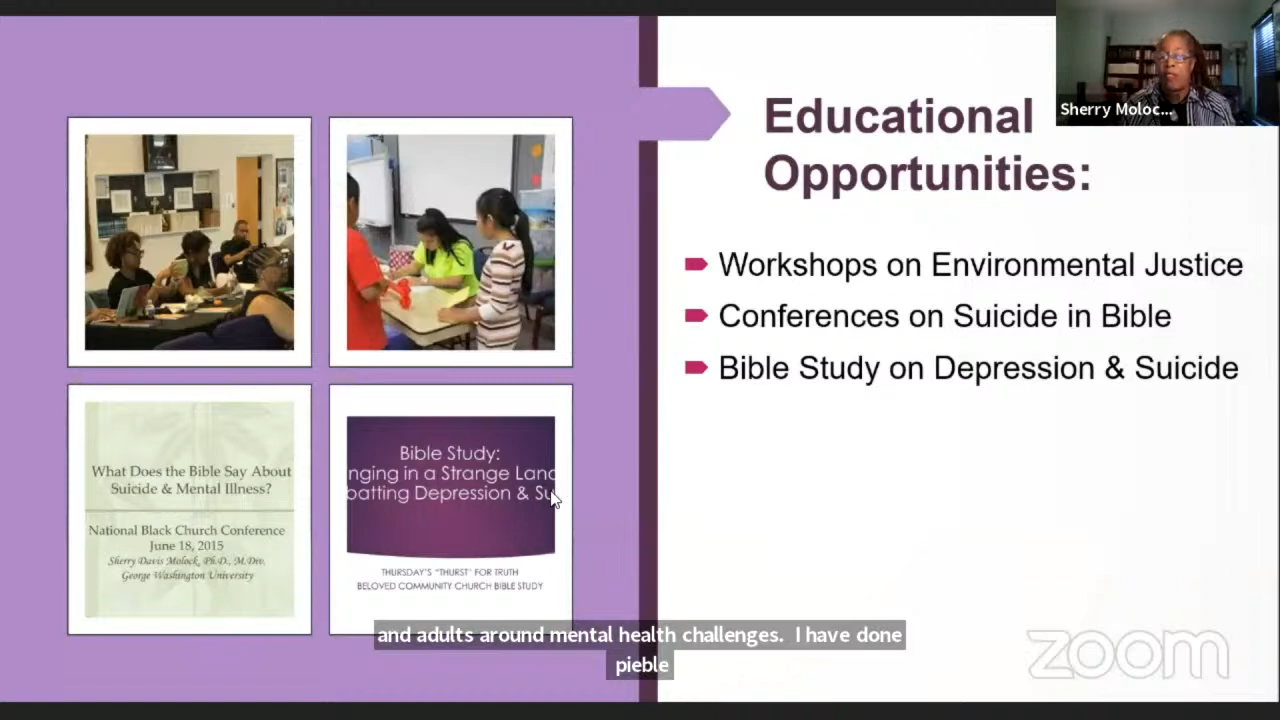 Sherry Moloc...
Educational
Opportunities:
Workshops on Environmental Justice
Conferences on Suicide in Bible
Bible Study on Depression & Suicide
What Does the Bible Say About
Suicide & Mental Illness?
National Black Church Conference
June 18, 2015
Sherry Davis Molock, Ph.D., M.Div.
George Washington University
Bible Study:
nging in a Strange Land
batting Depression & Su
THURSDAY'S "THURST" FOR TRUTH
BELOVED COMMUNITY CHURCH BIBLE STUDY
and adults around mental health challenges. I have done
pieble
zoom